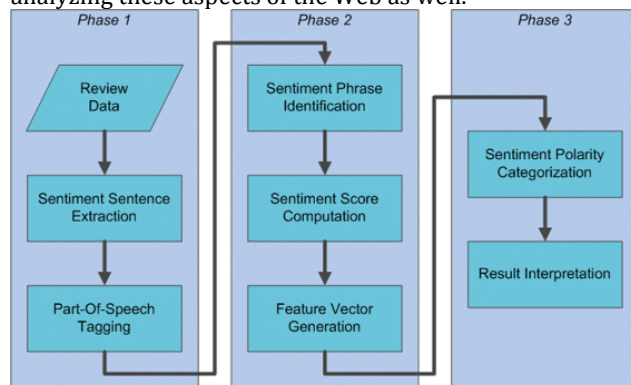 analyzing these aspects of the Web as well.
Phase 1
Review
Data
Sentiment Sentence
Extraction
Part-Of-Speech
Tagging
Phase 2
Sentiment Phrase
Identification
Sentiment Score
Computation
Feature Vector
Generation
Phase 3
Sentiment Polarity
Categorization
Result Interpretation